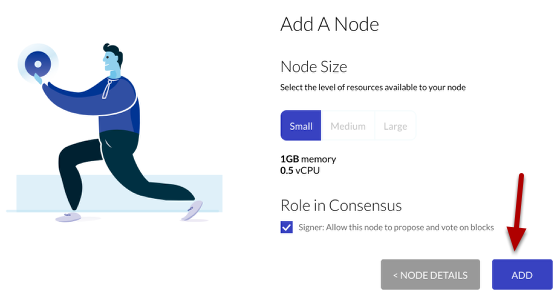 Add A Node
Node Size
Select the level of resources available to your node
Small Medium Large
1GB memory
0.5 vCPU
Role in Consensus
Signer: Allow this node to propose and vote on blocks
< NODE DETAILS ADD